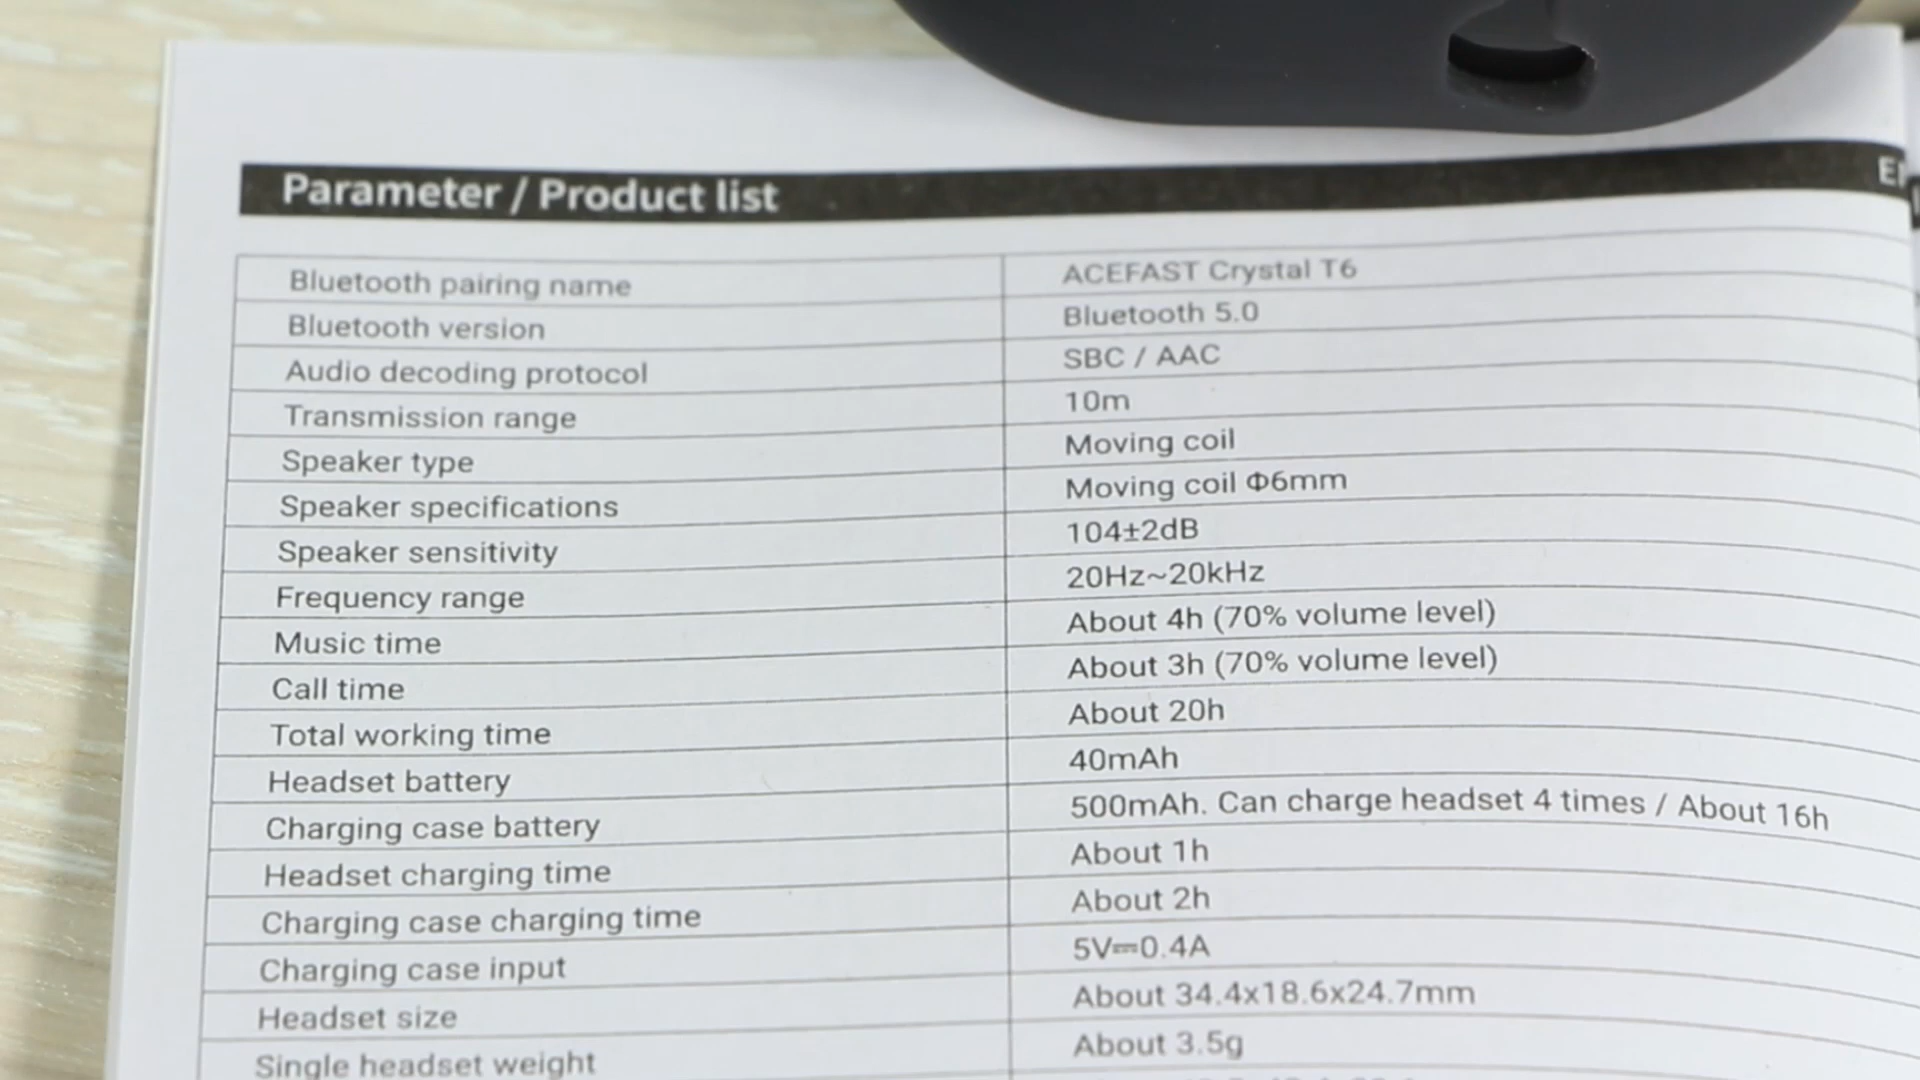 Parameter / Product list
Bluetooth pairing name ACEFAST Crystal T6
Bluetooth version Bluetooth 5.0
Audio decoding protocol SBC / AAC
Transmission range 10m
Speaker type Moving coil
Speaker specifications Moving coil Φ6mm
Speaker sensitivity 104±2dB
Frequency range 20Hz~20kHz
Music time About 4h (70% volume level)
Call time About 3h (70% volume level)
Total working time About 20h
Headset battery 40mAh
Charging case battery 500mAh. Can charge headset 4 times / About 16h
Headset charging time About 1h
Charging case charging time About 2h
Charging case input 5V⎓0.4A
Headset size About 34.4x18.6x24.7mm
Single headset weight About 3.5g